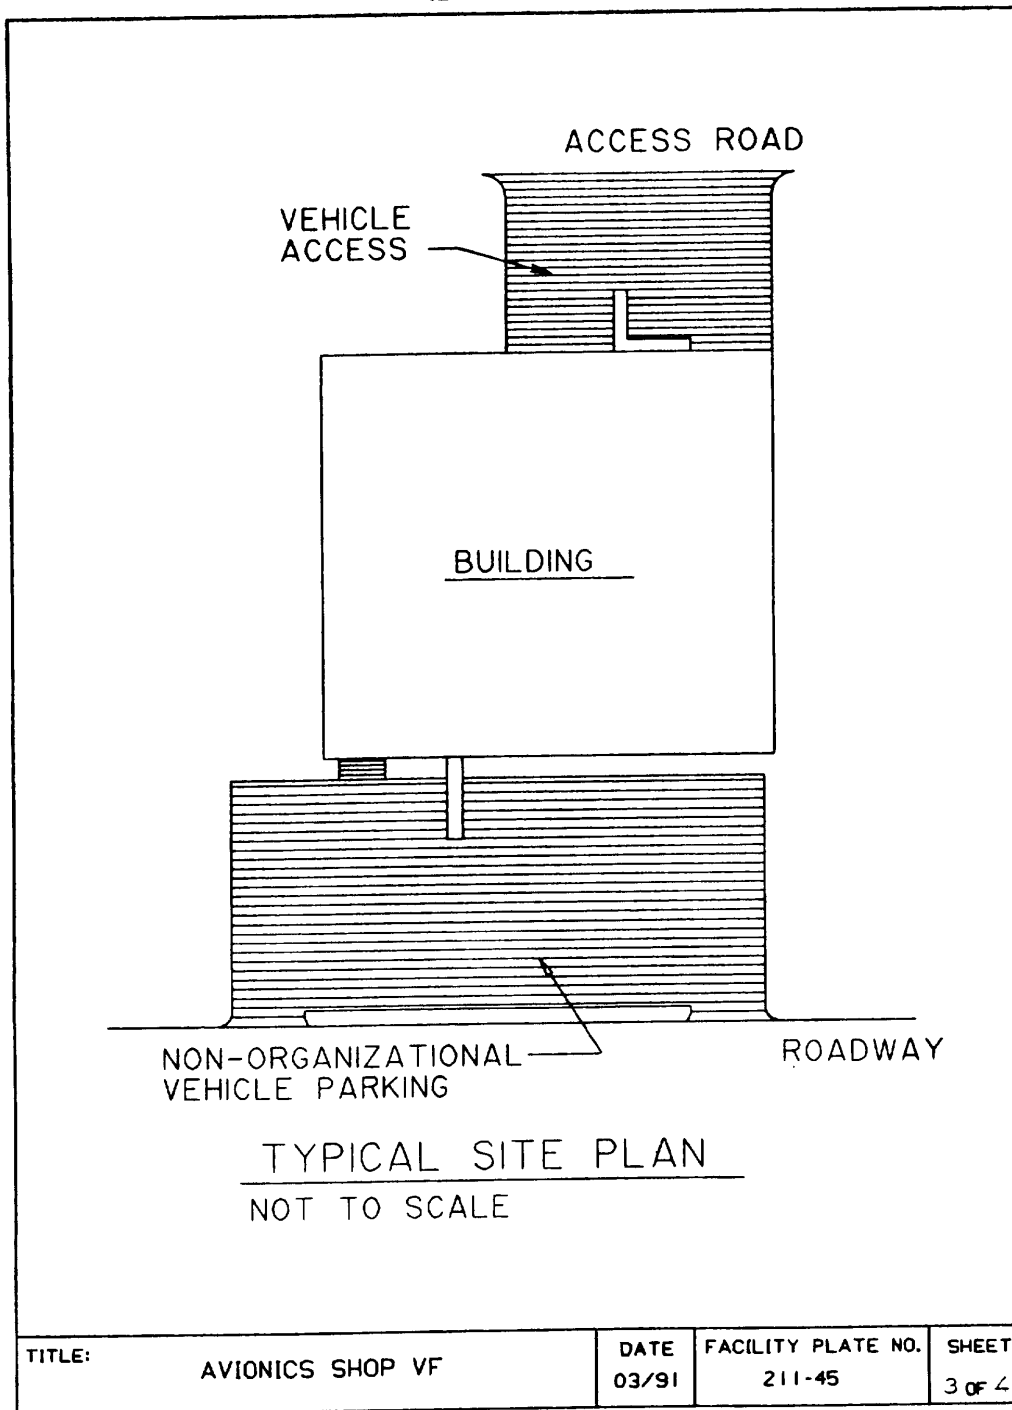 ACCESS ROAD
VEHICLE
ACCESS
BUILDING
NON-ORGANIZATIONAL
VEHICLE PARKING
ROADWAY
TYPICAL SITE PLAN
NOT TO SCALE
TITLE:
AVIONICS SHOP VF
DATE
03/91
FACILITY PLATE NO.
211-45
SHEET
3 OF 4